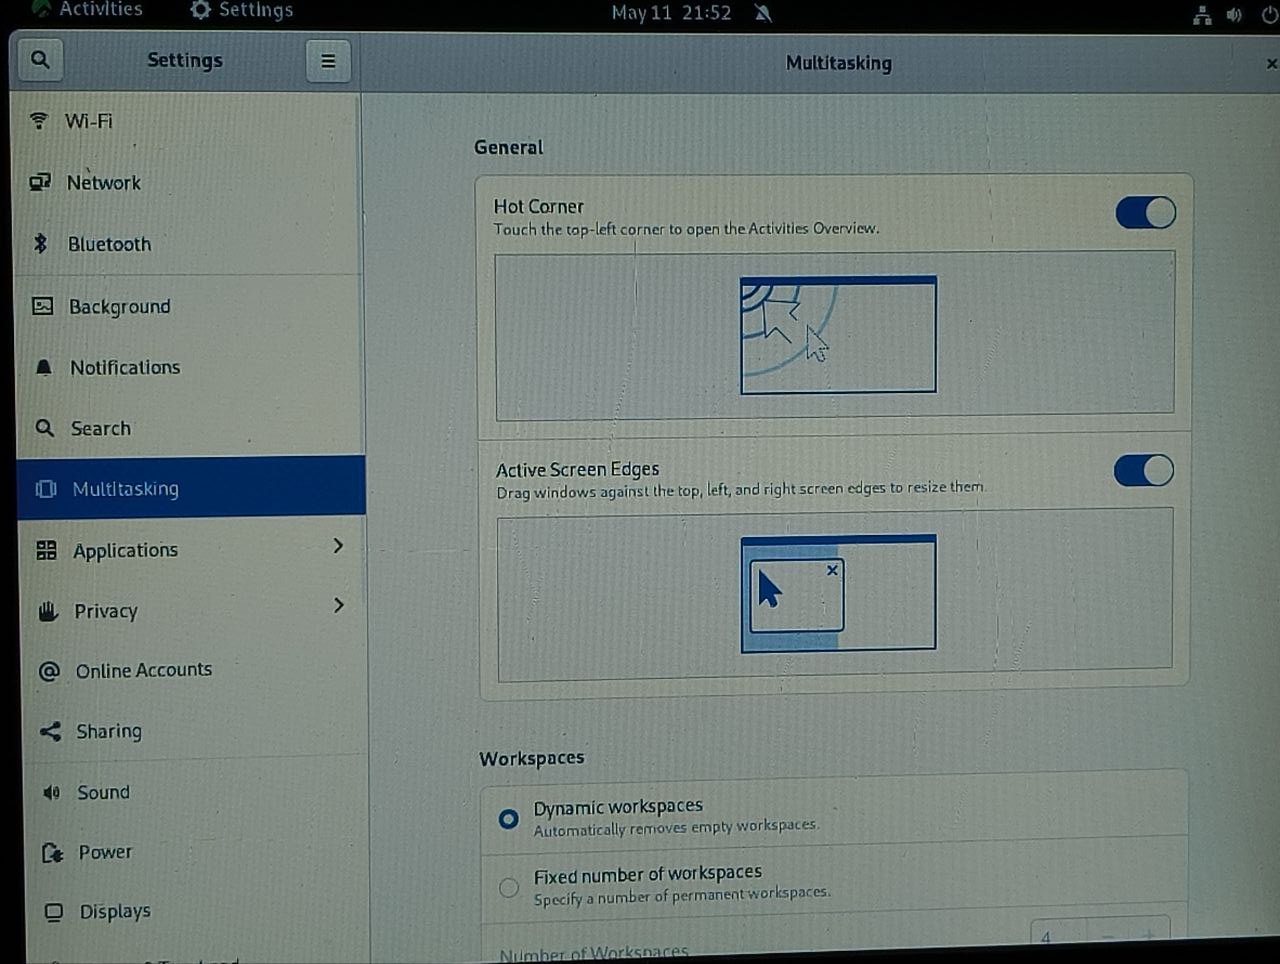 Activities
Settings
May 11 21:52
Settings
Multitasking
Wi-Fi
Network
Bluetooth
Background
Notifications
Search
Multitasking
Applications
Privacy
Online Accounts
Sharing
Sound
Power
Displays
General
Hot Corner
Touch the top-left corner to open the Activities Overview.
Active Screen Edges
Drag windows against the top, left, and right screen edges to resize them.
Workspaces
Dynamic workspaces
Automatically removes empty workspaces.
Fixed number of workspaces
Specify a number of permanent workspaces.
Number of Workspaces
4